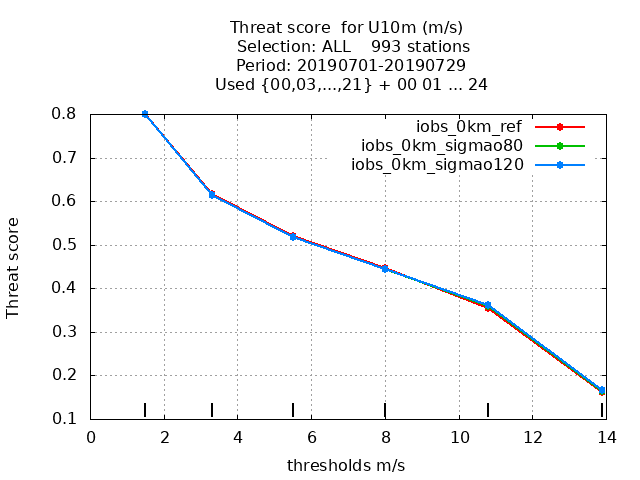 Threat score  for U10m (m/s)
Selection: ALL    993 stations
Period: 20190701-20190729
Used {00,03,...,21} + 00 01 ... 24
iobs_0km_ref
iobs_0km_sigmao80
iobs_0km_sigmao120
Threat score
0.8
0.7
0.6
0.5
0.4
0.3
0.2
0.1
0 2 4 6 8 10 12 14
thresholds m/s